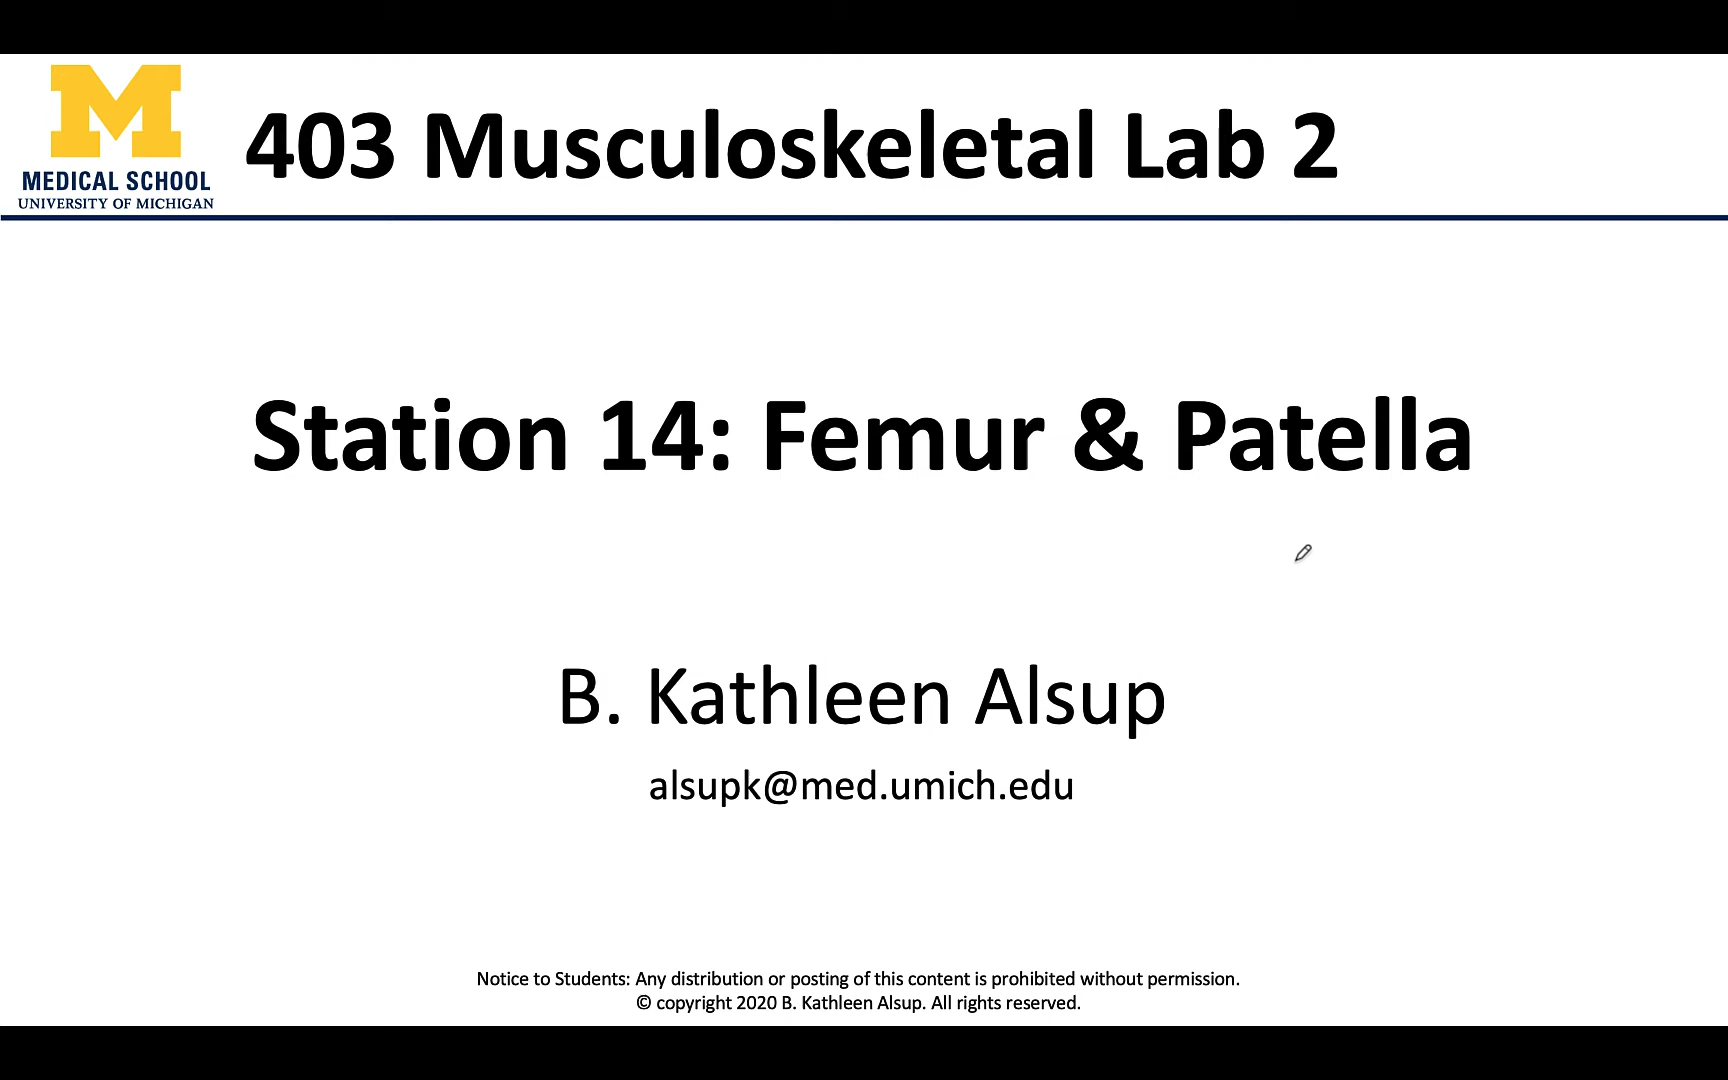 M
MEDICAL SCHOOL
UNIVERSITY OF MICHIGAN
403 Musculoskeletal Lab 2
Station 14: Femur & Patella
B. Kathleen Alsup
alsupk@med.umich.edu
Notice to Students: Any distribution or posting of this content is prohibited without permission.
© copyright 2020 B. Kathleen Alsup. All rights reserved.